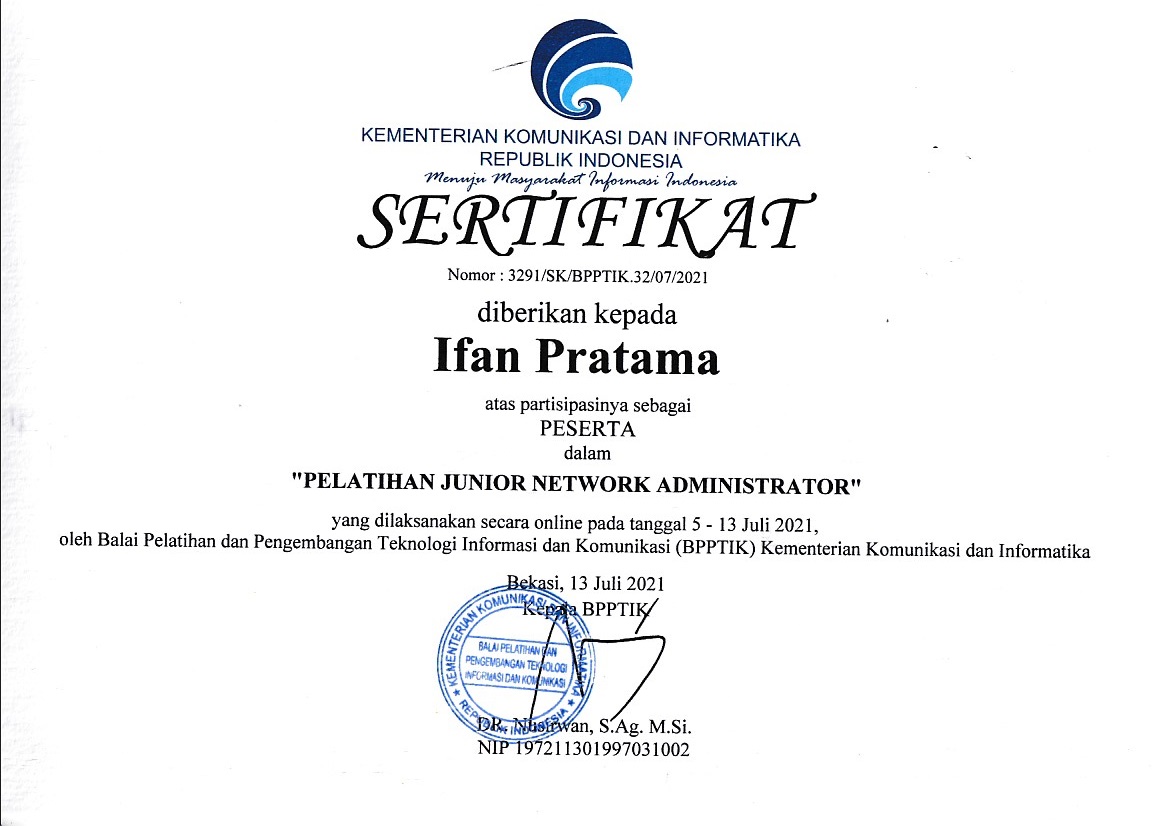 KEMENTERIAN KOMUNIKASI DAN INFORMATIKA
REPUBLIK INDONESIA
Menuju Masyarakat Informasi Indonesia
SERTIFIKAT
Nomor : 3291/SK/BPPTIK.32/07/2021
diberikan kepada
Ifan Pratama
atas partisipasinya sebagai
PESERTA
dalam
"PELATIHAN JUNIOR NETWORK ADMINISTRATOR"
yang dilaksanakan secara online pada tanggal 5 - 13 Juli 2021,
oleh Balai Pelatihan dan Pengembangan Teknologi Informasi dan Komunikasi (BPPTIK) Kementerian Komunikasi dan Informatika
Bekasi, 13 Juli 2021
Kepala BPPTIK
KEMENTERIAN KOMUNIKASI DAN INFORMATIKA
BALAI PELATIHAN DAN
PENGEMBANGAN TEKNOLOGI
INFORMASI DAN KOMUNIKASI
REPUBLIK INDONESIA
DR. Nusirwan, S.Ag. M.Si.
NIP 197211301997031002